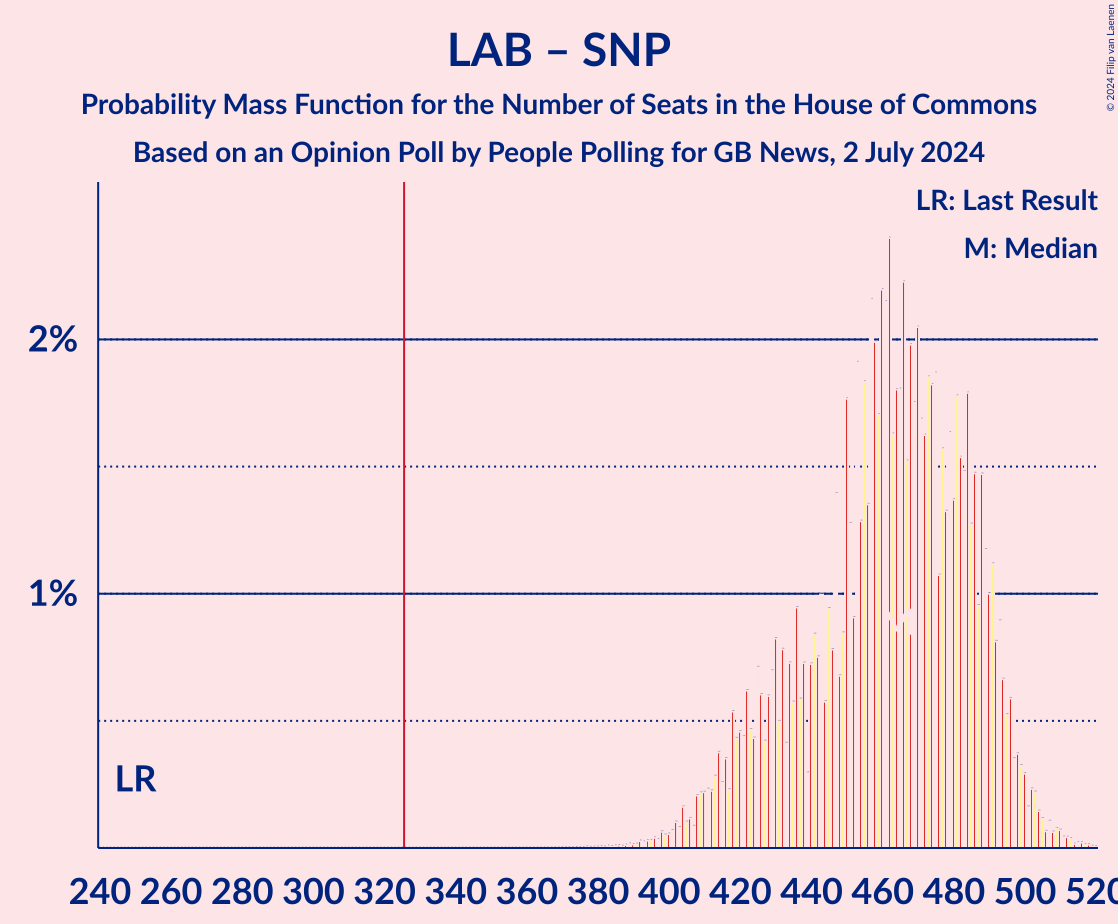 LAB – SNP
Probability Mass Function for the Number of Seats in the House of Commons
Based on an Opinion Poll by People Polling for GB News, 2 July 2024
© 2024 Filip van Laenen
LR: Last Result
M: Median
2%
1%
LR
240 260 280 300 320 340 360 380 400 420 440 460 480 500 520